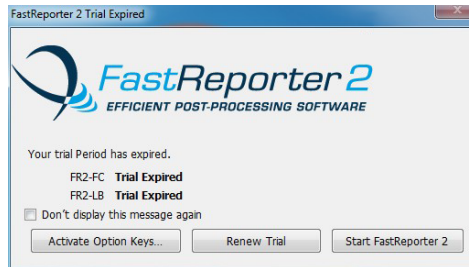 FastReporter 2 Trial Expired
FastReporter 2
EFFICIENT POST-PROCESSING SOFTWARE
Your trial Period has expired.
FR2-FC Trial Expired
FR2-LB Trial Expired
Don't display this message again
Activate Option Keys... Renew Trial Start FastReporter 2